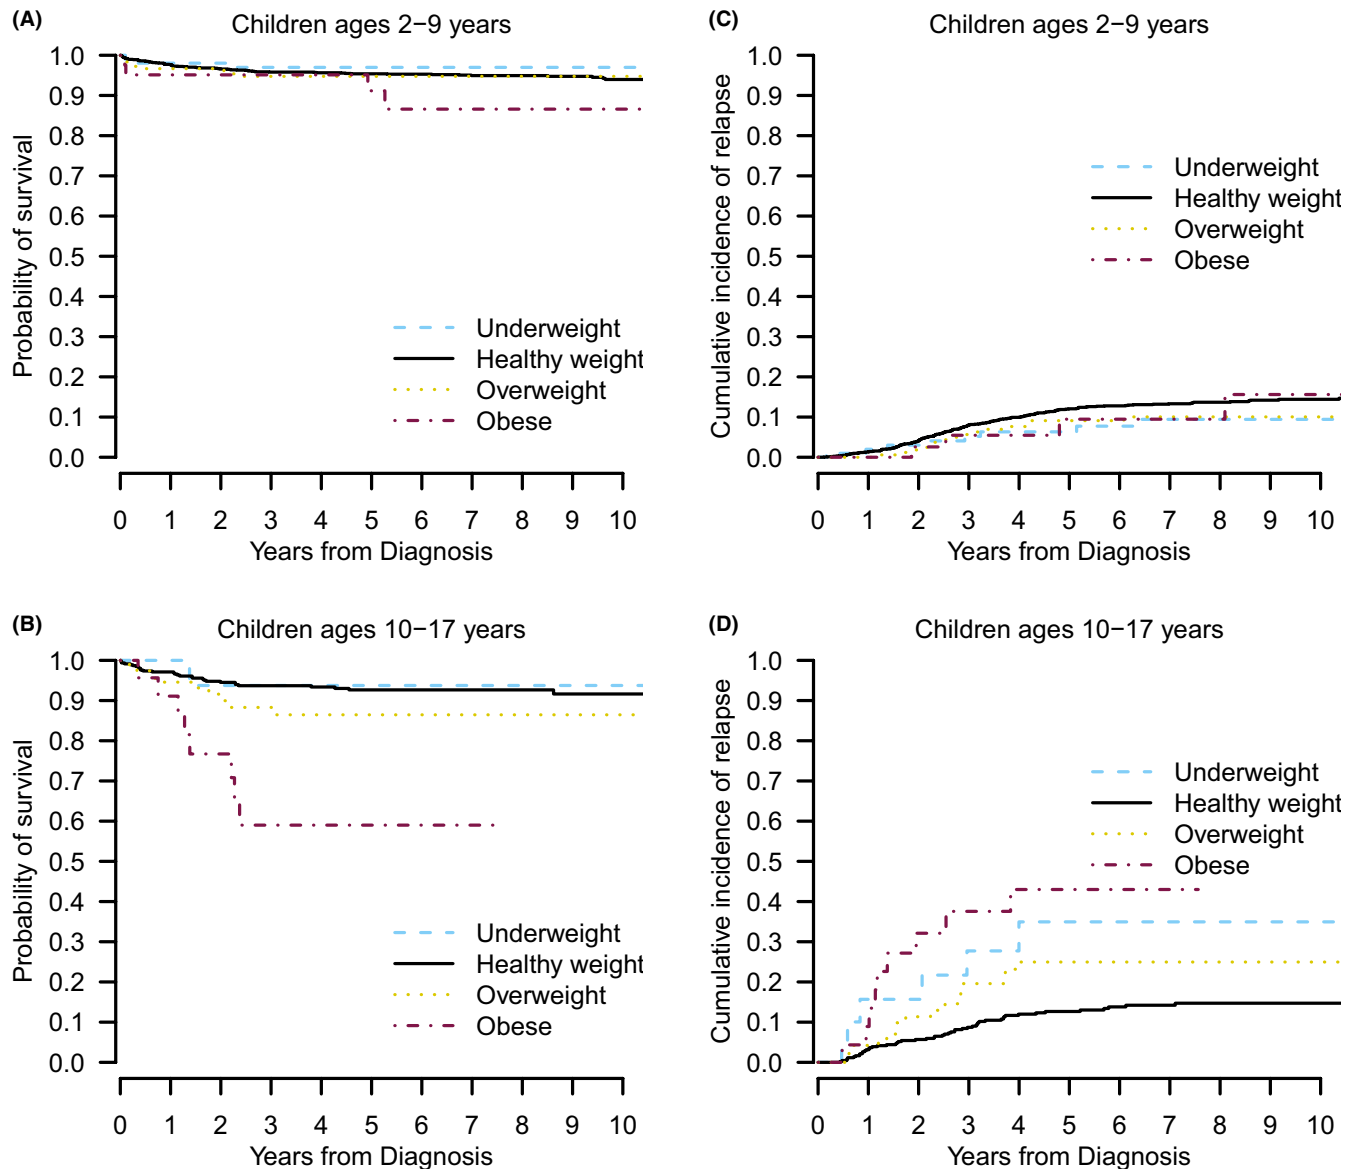 (A)
Children ages 2−9 years
Probability of survival
1.0
0.9
0.8
0.7
0.6
0.5
0.4
0.3
0.2
0.1
0.0
Underweight
Healthy weight
Overweight
Obese
0 1 2 3 4 5 6 7 8 9 10
Years from Diagnosis
(C)
Children ages 2−9 years
Cumulative incidence of relapse
1.0
0.9
0.8
0.7
0.6
0.5
0.4
0.3
0.2
0.1
0.0
Underweight
Healthy weight
Overweight
Obese
0 1 2 3 4 5 6 7 8 9 10
Years from Diagnosis
(B)
Children ages 10−17 years
Probability of survival
1.0
0.9
0.8
0.7
0.6
0.5
0.4
0.3
0.2
0.1
0.0
Underweight
Healthy weight
Overweight
Obese
0 1 2 3 4 5 6 7 8 9 10
Years from Diagnosis
(D)
Children ages 10−17 years
Cumulative incidence of relapse
1.0
0.9
0.8
0.7
0.6
0.5
0.4
0.3
0.2
0.1
0.0
Underweight
Healthy weight
Overweight
Obese
0 1 2 3 4 5 6 7 8 9 10
Years from Diagnosis